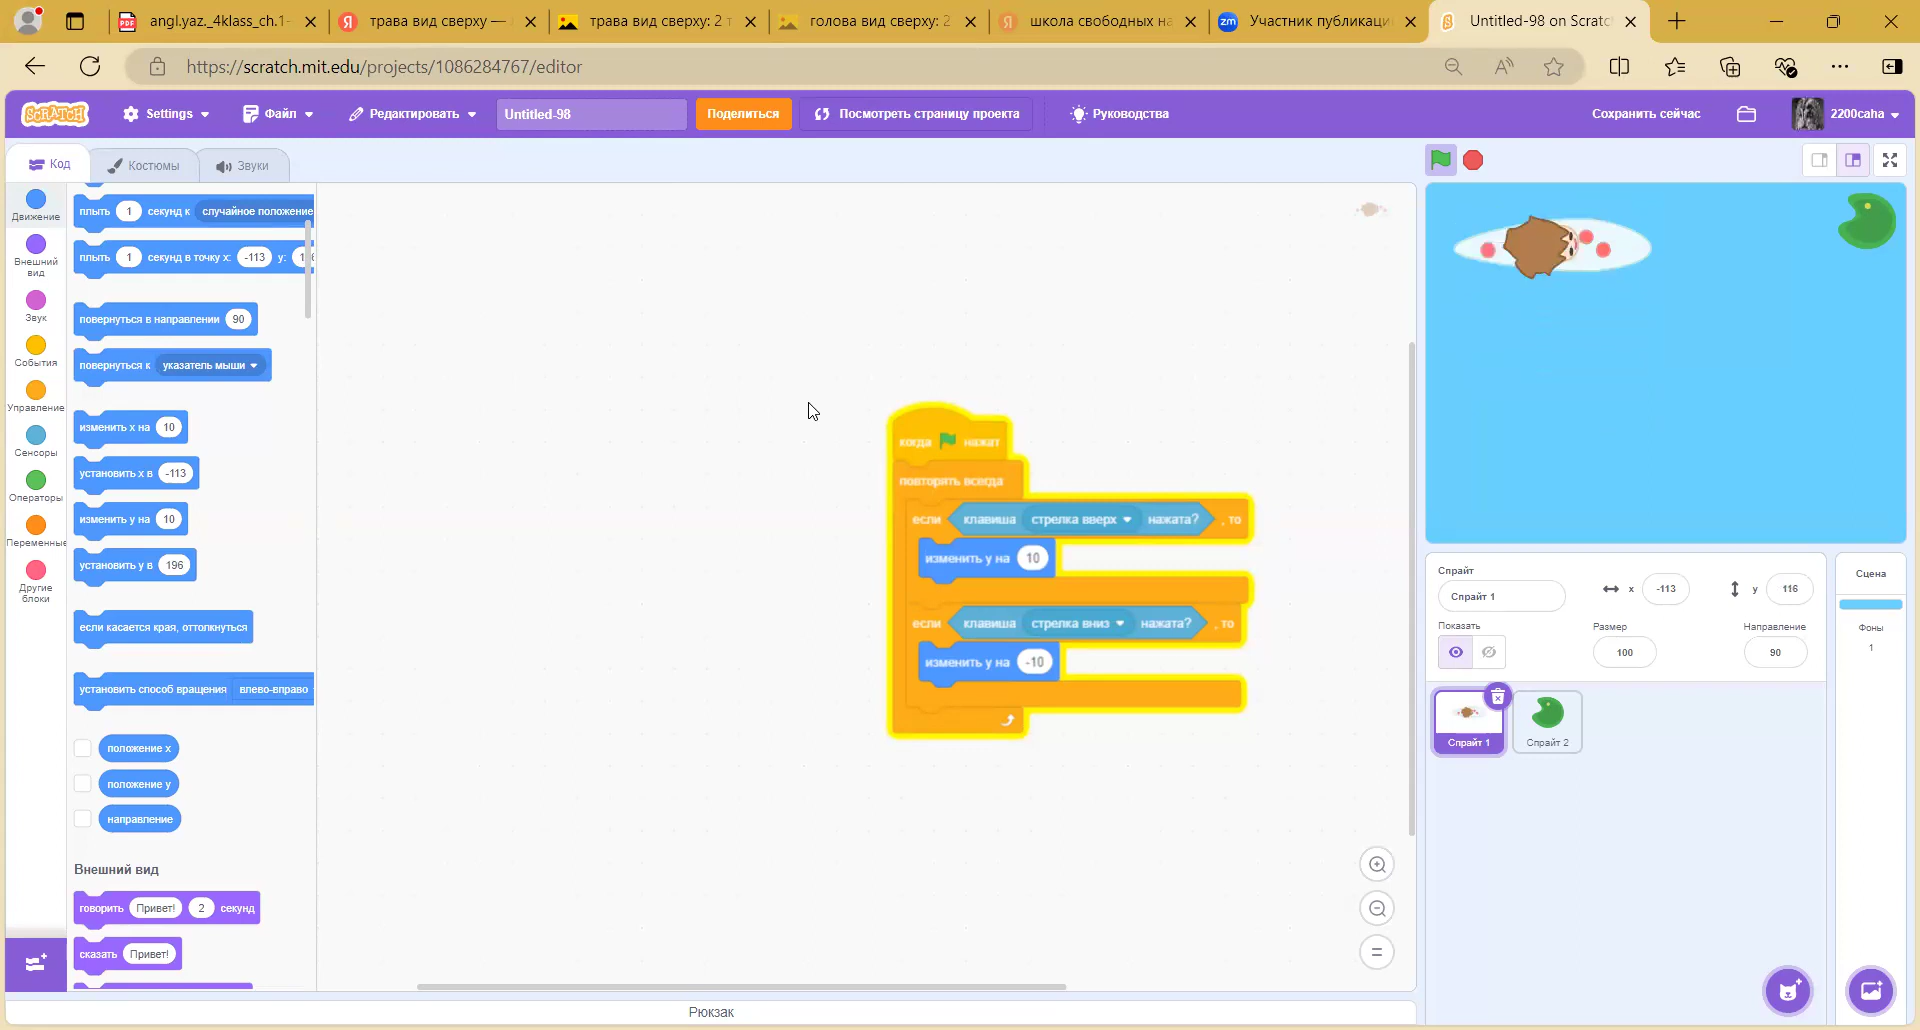 angl.yaz._4klass_ch.1-
трава вид сверху —
трава вид сверху: 2 т
голова вид сверху: 2
школа свободных на
zm
Участник публикаци
Untitled-98 on Scratc
https://scratch.mit.edu/projects/1086284767/editor
SCRATCH
Settings
Файл
Редактировать
Untitled-98
Поделиться
Посмотреть страницу проекта
Руководства
Сохранить сейчас
2200caha
Код
Костюмы
Звуки
Движение
Внешний вид
Звук
События
Управление
Сенсоры
Операторы
Переменные
Другие блоки
плыть 1 секунд к случайное положение
плыть 1 секунд в точку x: -113 y:
повернуться в направлении 90
повернуться к указатель мыши
изменить x на 10
установить x в -113
изменить y на 10
установить y в 196
если касается края, оттолкнуться
установить способ вращения влево-вправо
положение x
положение y
направление
Внешний вид
говорить Привет! 2 секунд
сказать Привет!
когда нажат
повторять всегда
если клавиша стрелка вверх нажата? , то
изменить y на 10
если клавиша стрелка вниз нажата? , то
изменить y на -10
Рюкзак
Спрайт
Спрайт 1
x -113
y 116
Показать
Размер
100
Направление
90
Спрайт 1
Спрайт 2
Сцена
Фоны
1